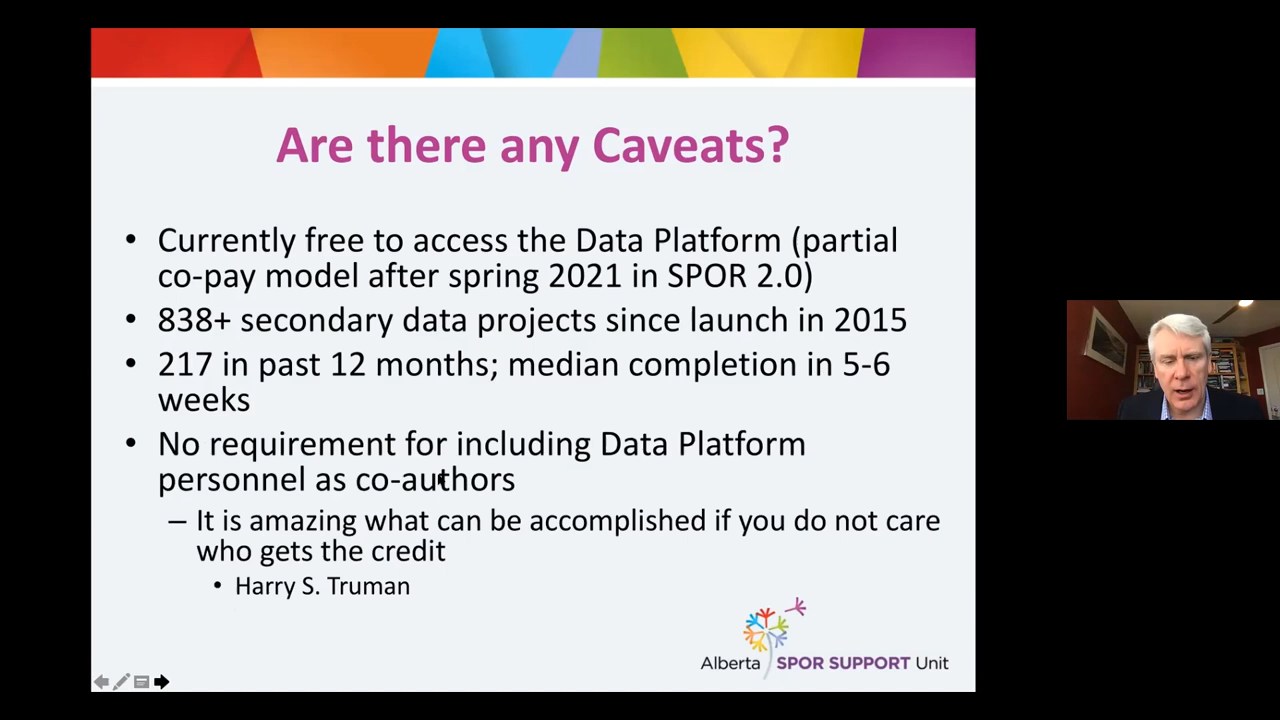 Are there any Caveats?
• Currently free to access the Data Platform (partial
co-pay model after spring 2021 in SPOR 2.0)
• 838+ secondary data projects since launch in 2015
• 217 in past 12 months; median completion in 5-6
weeks
• No requirement for including Data Platform
personnel as co-authors
– It is amazing what can be accomplished if you do not care
who gets the credit
• Harry S. Truman
Alberta SPOR SUPPORT Unit